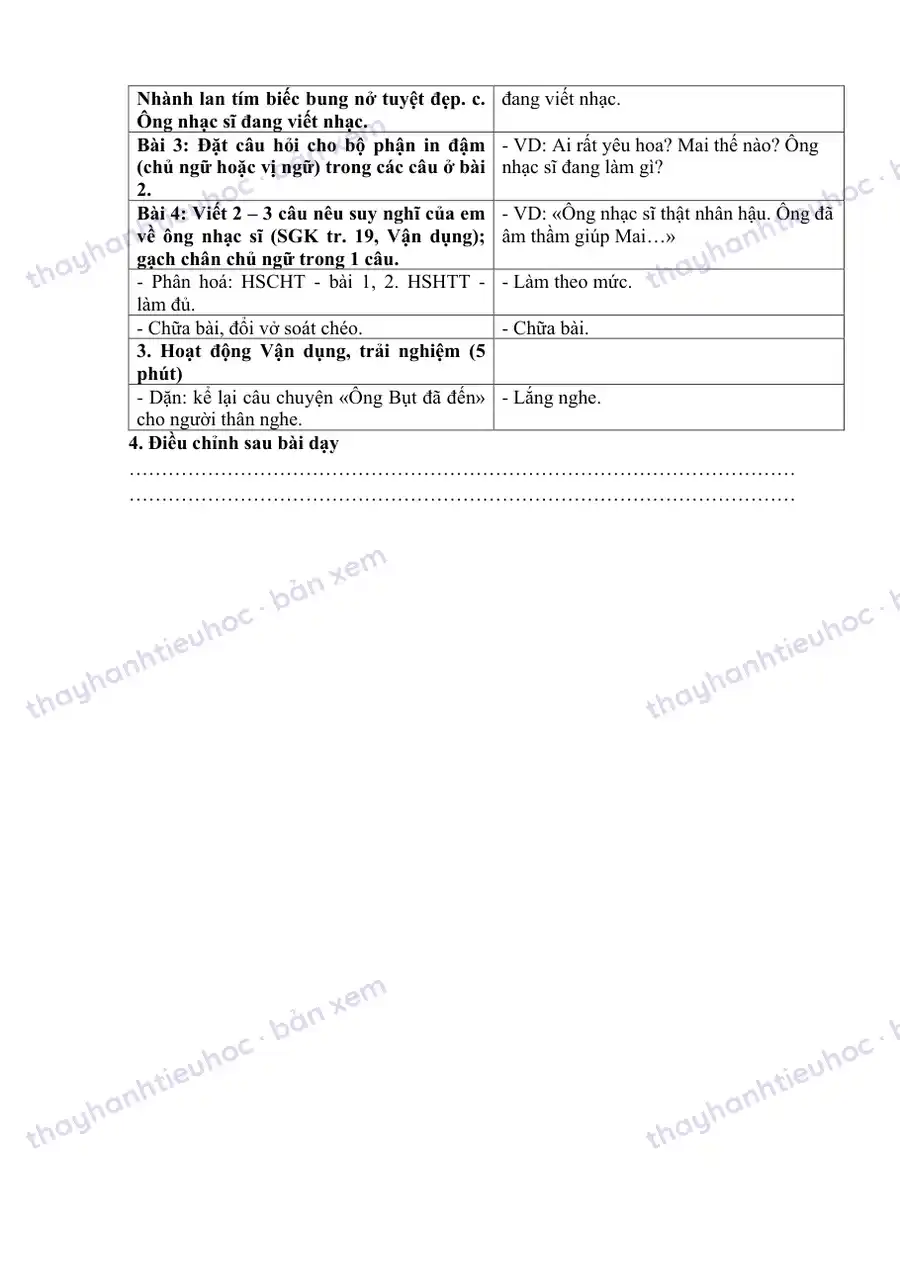 Nhành lan tím biếc bung nở tuyệt đẹp. c.
Ông nhạc sĩ đang viết nhạc.
đang viết nhạc.
Bài 3: Đặt câu hỏi cho bộ phận in đậm
(chủ ngữ hoặc vị ngữ) trong các câu ở bài
2.
- VD: Ai rất yêu hoa? Mai thế nào? Ông
nhạc sĩ đang làm gì?
Bài 4: Viết 2 – 3 câu nêu suy nghĩ của em
về ông nhạc sĩ (SGK tr. 19, Vận dụng);
gạch chân chủ ngữ trong 1 câu.
- VD: «Ông nhạc sĩ thật nhân hậu. Ông đã
âm thầm giúp Mai…»
- Phân hoá: HSCHT - bài 1, 2. HSHTT -
làm đủ.
- Làm theo mức.
- Chữa bài, đổi vở soát chéo.
- Chữa bài.
3. Hoạt động Vận dụng, trải nghiệm (5
phút)
- Dặn: kể lại câu chuyện «Ông Bụt đã đến»
cho người thân nghe.
- Lắng nghe.
4. Điều chỉnh sau bài dạy
…………………………………………………………………………………………
…………………………………………………………………………………………
thayhanhtieuhoc · bản xem
thayhanhtieuhoc · b
thayhanhtieuhoc · bản xem
thayhanhtieuhoc · b
thayhanhtieuhoc · bản xem
thayhanhtieuhoc · b